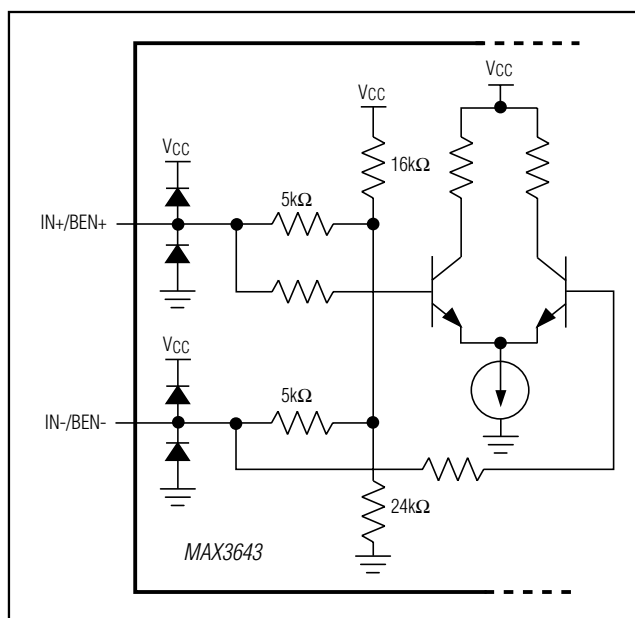 VCC
VCC
VCC
16kΩ
5kΩ
IN+/BEN+
VCC
5kΩ
IN-/BEN-
24kΩ
MAX3643